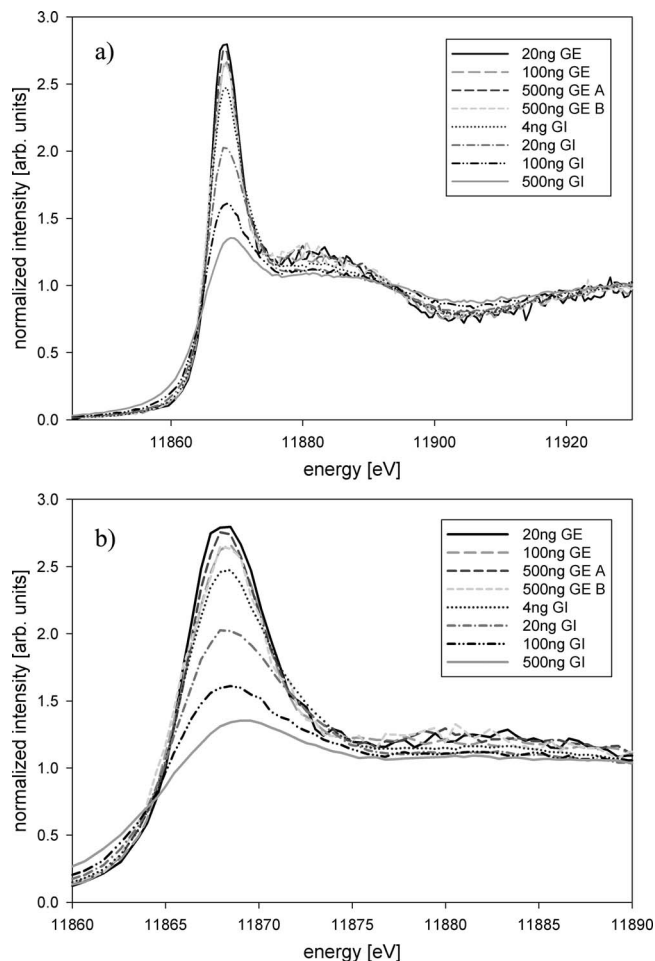 a)
3.0
2.5
2.0
1.5
1.0
0.5
0.0
normalized intensity [arb. units]
20ng GE
100ng GE
500ng GE A
500ng GE B
4ng GI
20ng GI
100ng GI
500ng GI
11860 11880 11900 11920
energy [eV]
b)
3.0
2.5
2.0
1.5
1.0
0.5
0.0
normalized intensity [arb. units]
20ng GE
100ng GE
500ng GE A
500ng GE B
4ng GI
20ng GI
100ng GI
500ng GI
11860 11865 11870 11875 11880 11885 11890
energy [eV]